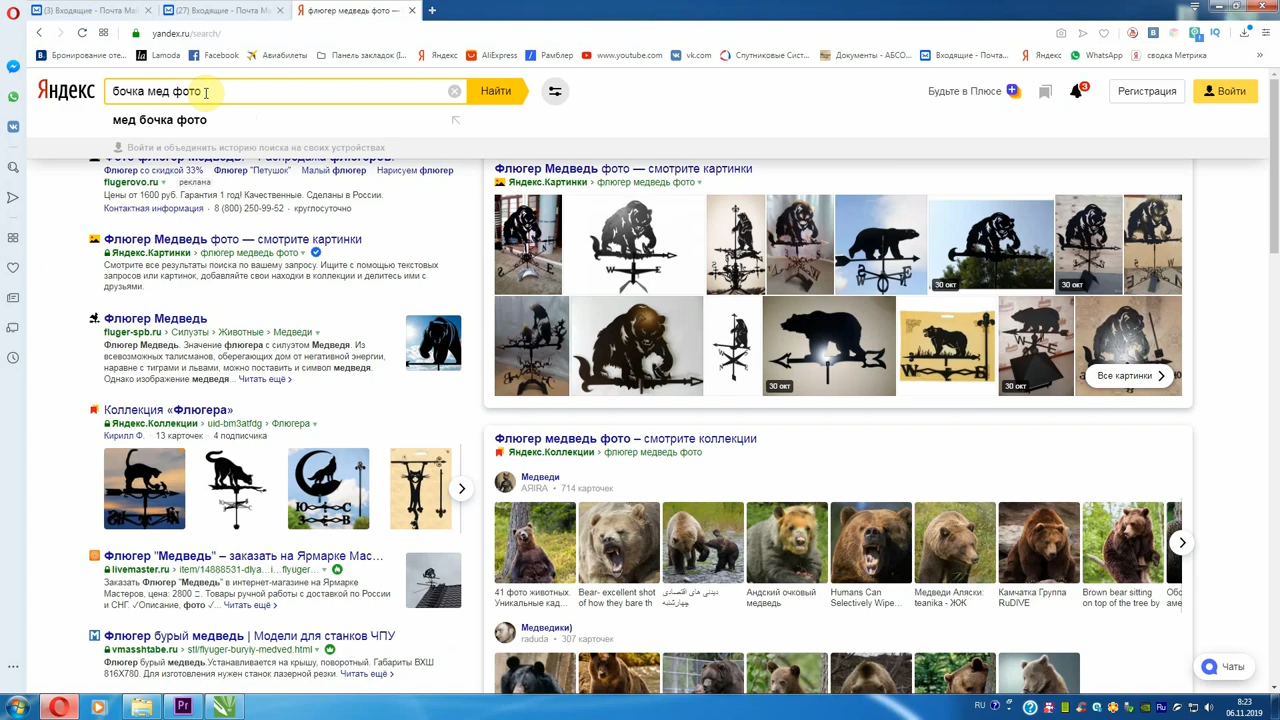 (3) Входящие - Почта Mai
(27) Входящие - Почта Ma
флюгер медведь фото —
yandex.ru/search/
Бронирование оте...
Lamoda
Facebook
Авиабилеты
Панель закладок (...
Яндекс
AliExpress
Рамблер
www.youtube.com
vk.com
Спутниковые Сист...
Документы - АБСО...
Входящие - Почта...
Яндекс
WhatsApp
сводка Метрика
Яндекс
бочка мед фото
Найти
Будьте в Плюсе
3
Регистрация
Войти
мед бочка фото
Войти и объединить историю поиска на своих устройствах
Флюгер со скидкой 33% Флюгер "Петушок" Малый флюгер Нарисуем флюгер
flugerovo.ru реклама
Цены от 1600 руб. Гарантия 1 год! Качественные. Сделаны в России.
Контактная информация · 8 (800) 250-99-52 · круглосуточно
Флюгер Медведь фото — смотрите картинки
Яндекс.Картинки › флюгер медведь фото
Смотрите все результаты поиска по вашему запросу. Ищите с помощью текстовых
запросов или картинок, добавляйте свои находки в коллекции и делитесь ими с
друзьями.
Флюгер Медведь
fluger-spb.ru › Силуэты › Животные › Медведи
Флюгер Медведь. Значение флюгера с силуэтом Медведя. Из
всевозможных талисманов, оберегающих дом от негативной энергии,
наравне с тиграми и львами, можно поставить и символ медведя.
Однако изображение медведя... Читать ещё ›
Коллекция «Флюгера»
Яндекс.Коллекции › uid-bm3atfdg › Флюгера
Кирилл Ф. · 13 карточек · 4 подписчика
Флюгер "Медведь" – заказать на Ярмарке Мас...
livemaster.ru › item/14888531-dlya...i...flyuger...
Заказать Флюгер "Медведь" в интернет-магазине на Ярмарке
Мастеров, цена: 2800 □. Товары ручной работы с доставкой по России
и СНГ. ✓Описание, фото ✓... Читать ещё ›
Флюгер бурый медведь | Модели для станков ЧПУ
vmasshtabe.ru › stl/flyuger-buryiy-medved.html
Флюгер бурый медведь.Устанавливается на крышу, поворотный. Габариты ВХШ
816Х780. Для изготовления нужен станок лазерной резки. Читать ещё ›
Флюгер Медведь фото — смотрите картинки
Яндекс.Картинки › флюгер медведь фото
30 окт
30 окт
30 окт
30 окт
Все картинки
Флюгер медведь фото – смотрите коллекции
Яндекс.Коллекции › флюгер медведь фото
Медведи
АЯIRA • 714 карточек
41 фото животных.
Уникальные кад...
Bear- excellent shot
of how they bare th
دیدنی های اقتصادی
چهارشنبه
Андский очковый
медведь
Humans Can
Selectively Wipe...
Медведи Аляски:
teanika - ЖЖ
Камчатка Группа
RuDIVE
Brown bear sitting
on top of the tree by
Медведики)
raduda • 307 карточек
Чаты
RU
8:23
06.11.2019